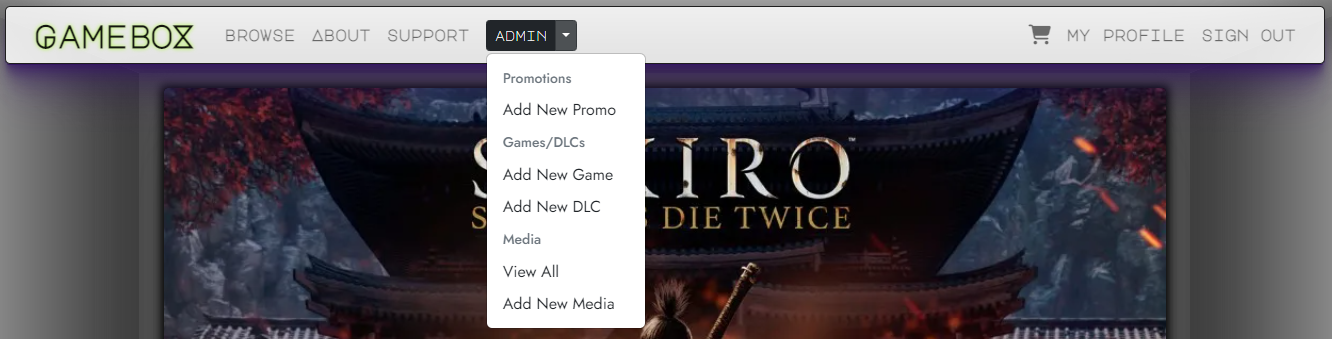 GAMEBOX BROWSE ABOUT SUPPORT ADMIN MY PROFILE SIGN OUT
Promotions
Add New Promo
Games/DLCs
Add New Game
Add New DLC
Media
View All
Add New Media
IRO™
DIE TWICE